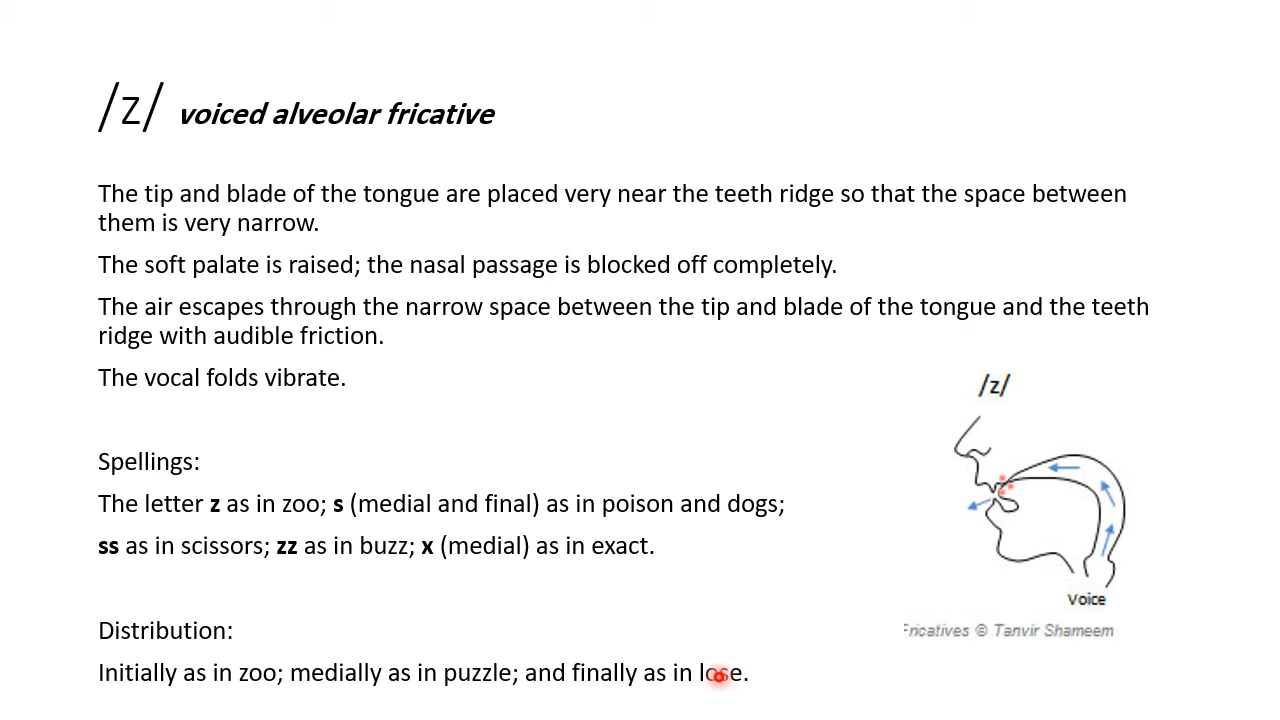 /z/ voiced alveolar fricative
The tip and blade of the tongue are placed very near the teeth ridge so that the space between
them is very narrow.
The soft palate is raised; the nasal passage is blocked off completely.
The air escapes through the narrow space between the tip and blade of the tongue and the teeth
ridge with audible friction.
The vocal folds vibrate.
/z/
Spellings:
The letter z as in zoo; s (medial and final) as in poison and dogs;
ss as in scissors; zz as in buzz; x (medial) as in exact.
Voice
Fricatives © Tanvir Shameem
Distribution:
Initially as in zoo; medially as in puzzle; and finally as in lose.